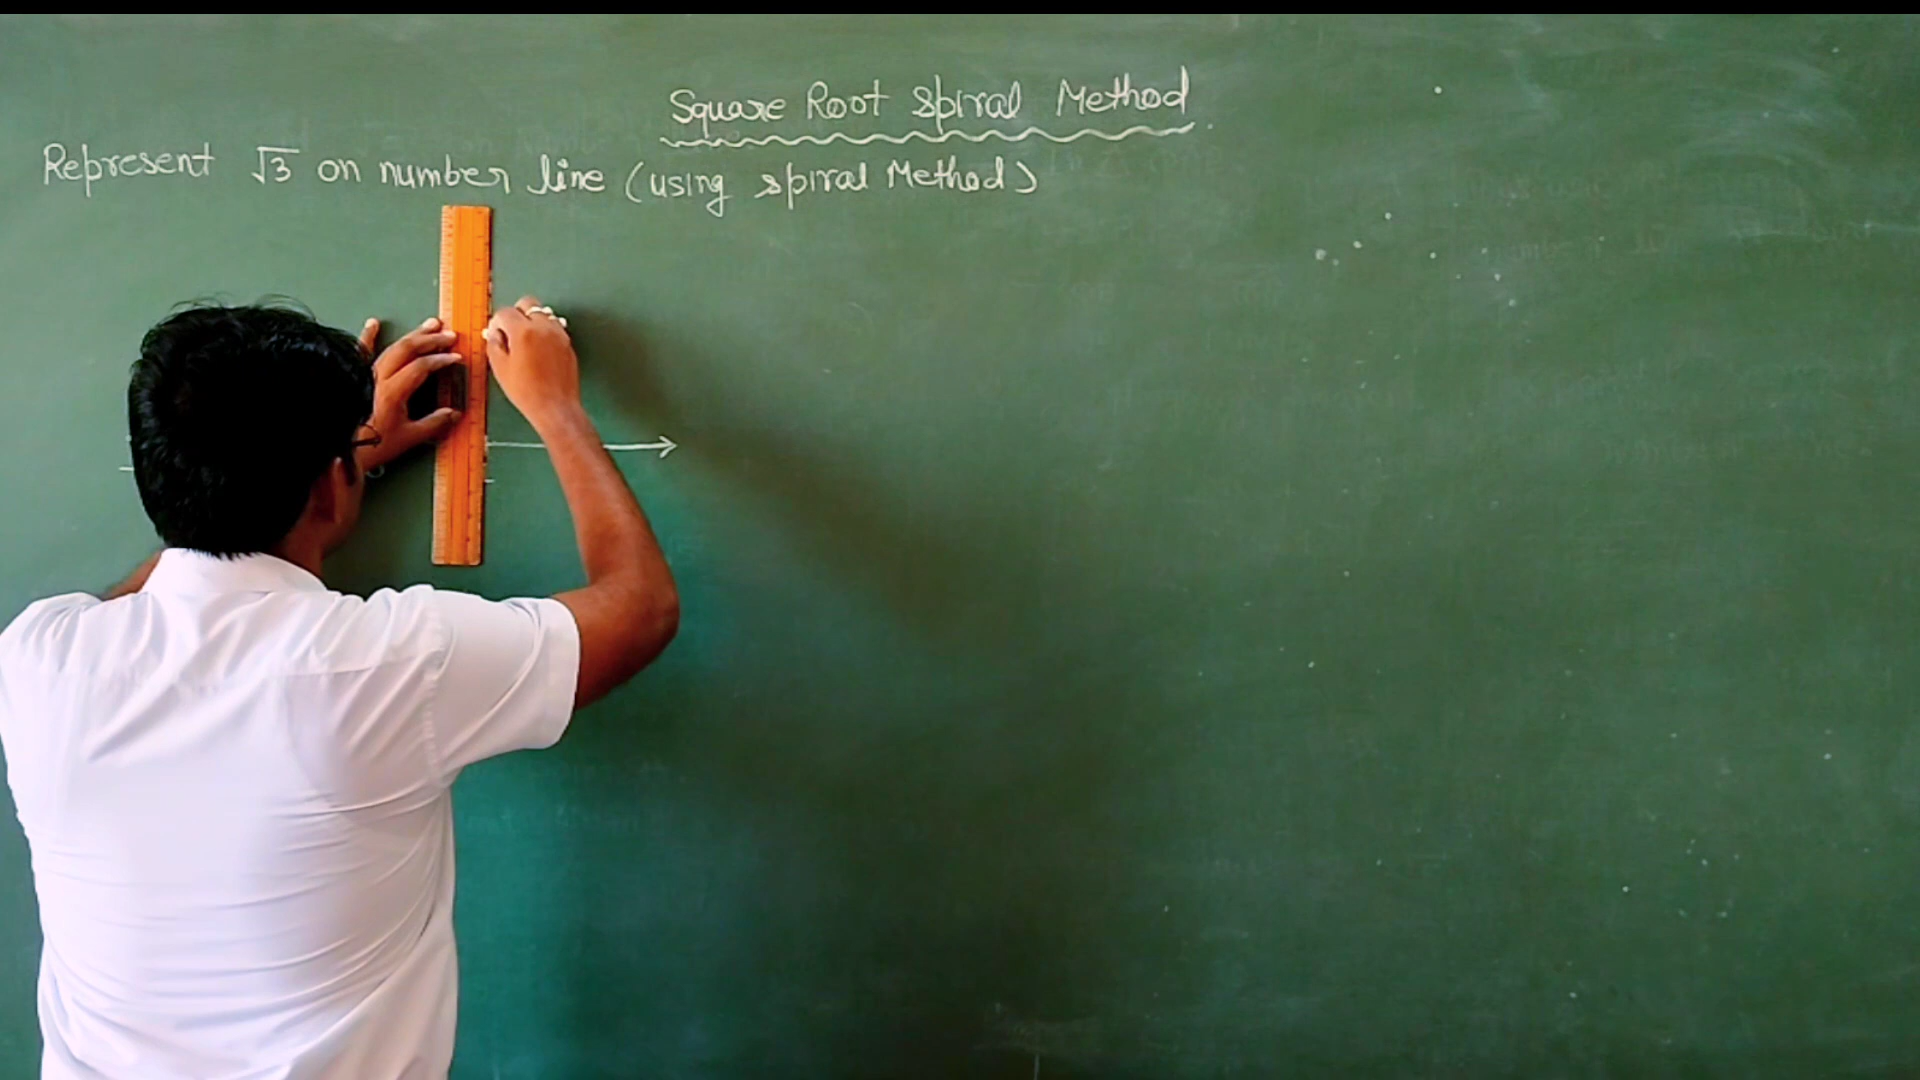 Square Root Spiral Method
Represent √3 on number line (using spiral Method)